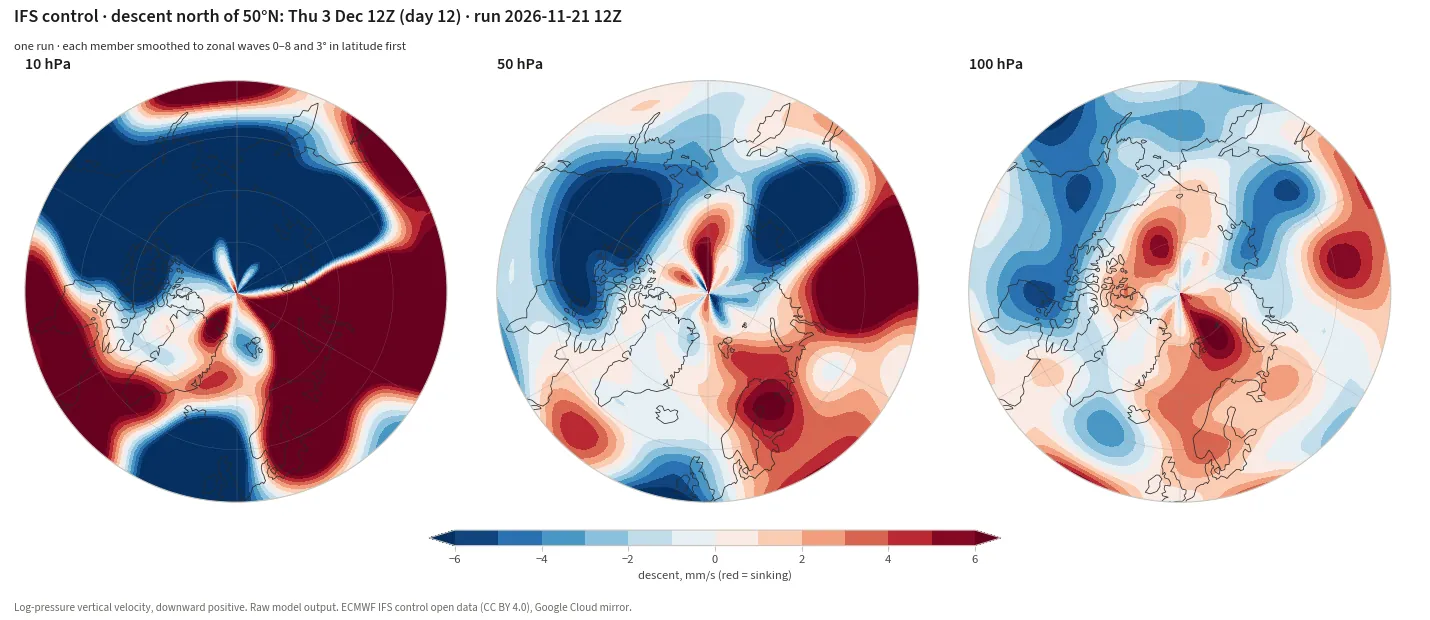 IFS control · descent north of 50°N: Thu 3 Dec 12Z (day 12) · run 2026-11-21 12Z
one run · each member smoothed to zonal waves 0–8 and 3° in latitude first
10 hPa
50 hPa
100 hPa
−6 −4 −2 0 2 4 6
descent, mm/s (red = sinking)
Log-pressure vertical velocity, downward positive. Raw model output. ECMWF IFS control open data (CC BY 4.0), Google Cloud mirror.